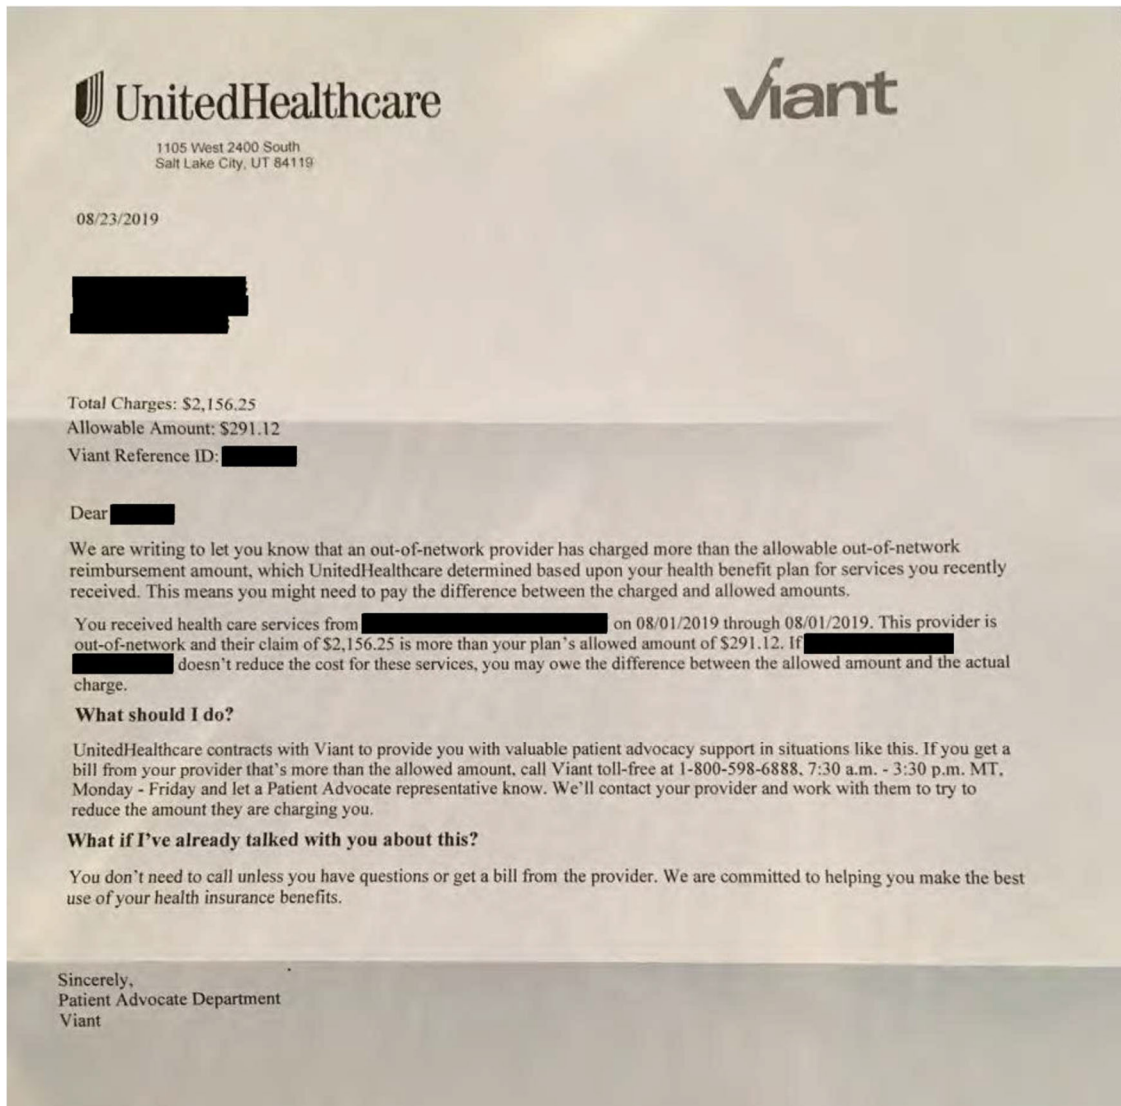 UnitedHealthcare
viant
1105 West 2400 South
Salt Lake City, UT 84119
08/23/2019
Total Charges: $2,156.25
Allowable Amount: $291.12
Viant Reference ID:
Dear
We are writing to let you know that an out-of-network provider has charged more than the allowable out-of-network
reimbursement amount, which UnitedHealthcare determined based upon your health benefit plan for services you recently
received. This means you might need to pay the difference between the charged and allowed amounts.
You received health care services from on 08/01/2019 through 08/01/2019. This provider is
out-of-network and their claim of $2,156.25 is more than your plan's allowed amount of $291.12. If
doesn't reduce the cost for these services, you may owe the difference between the allowed amount and the actual
charge.
What should I do?
UnitedHealthcare contracts with Viant to provide you with valuable patient advocacy support in situations like this. If you get a
bill from your provider that's more than the allowed amount, call Viant toll-free at 1-800-598-6888, 7:30 a.m. - 3:30 p.m. MT,
Monday - Friday and let a Patient Advocate representative know. We'll contact your provider and work with them to try to
reduce the amount they are charging you.
What if I've already talked with you about this?
You don't need to call unless you have questions or get a bill from the provider. We are committed to helping you make the best
use of your health insurance benefits.
Sincerely,
Patient Advocate Department
Viant